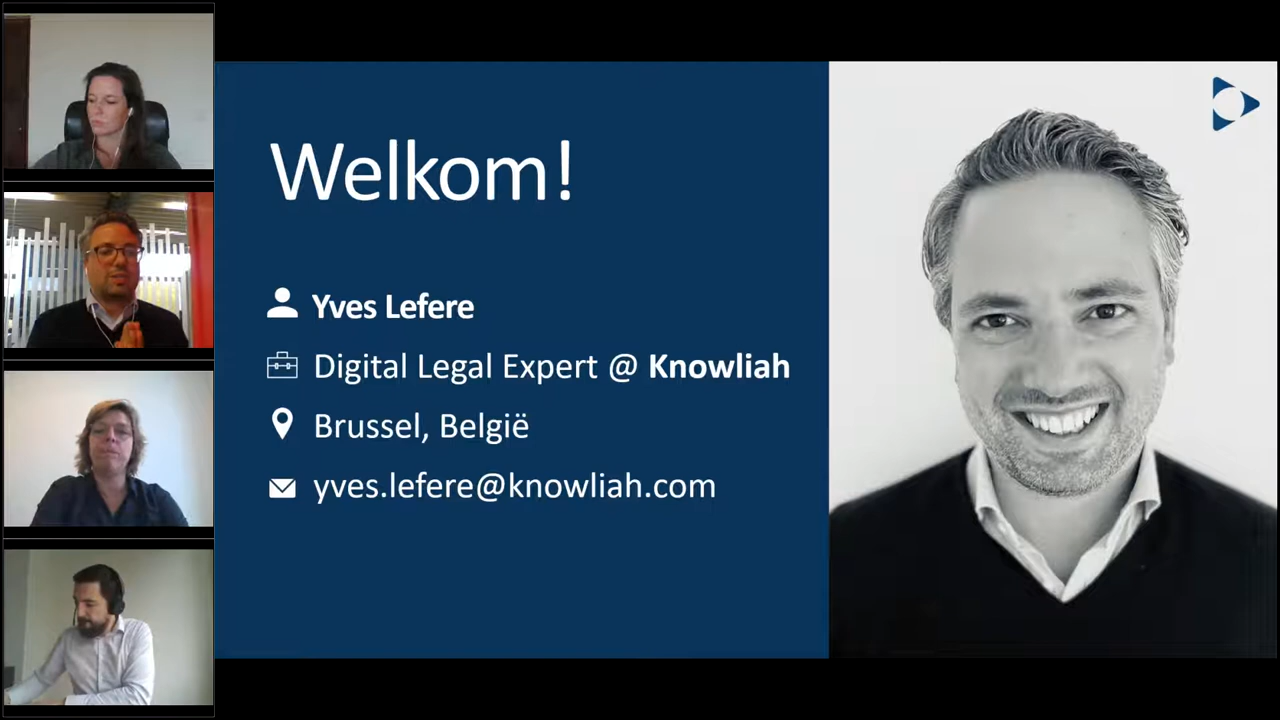 Welkom!
Yves Lefere
Digital Legal Expert @ Knowliah
Brussel, België
yves.lefere@knowliah.com